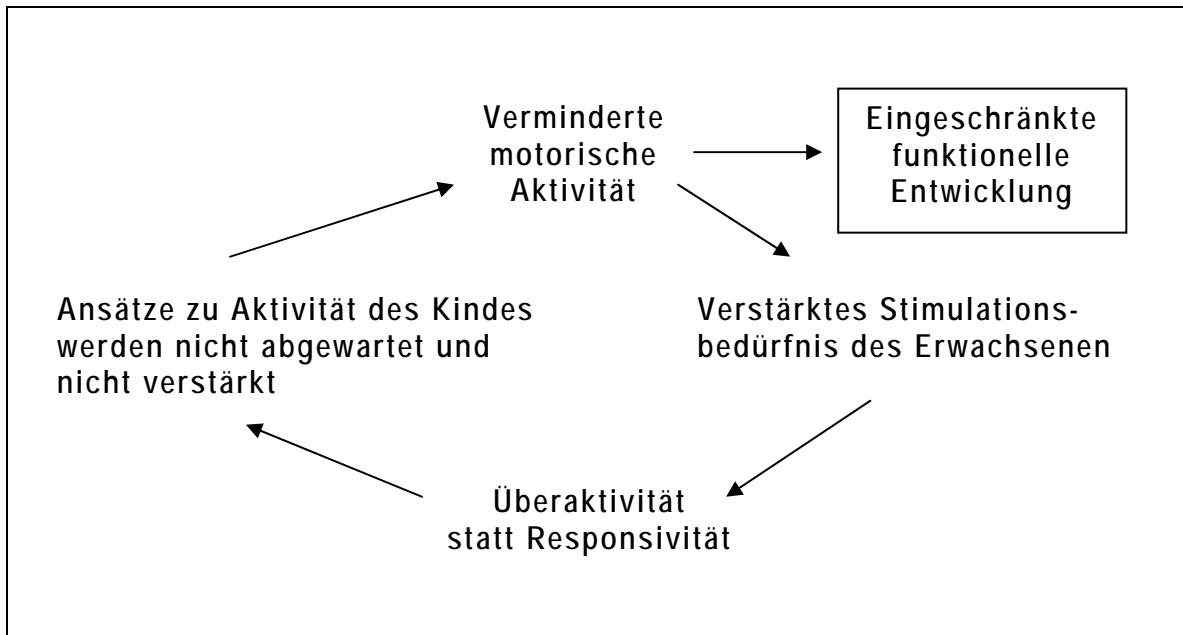 Verminderte
motorische
Aktivität
Eingeschränkte
funktionelle
Entwicklung
Ansätze zu Aktivität des Kindes
werden nicht abgewartet und
nicht verstärkt
Verstärktes Stimulations-
bedürfnis des Erwachsenen
Überaktivität
statt Responsivität